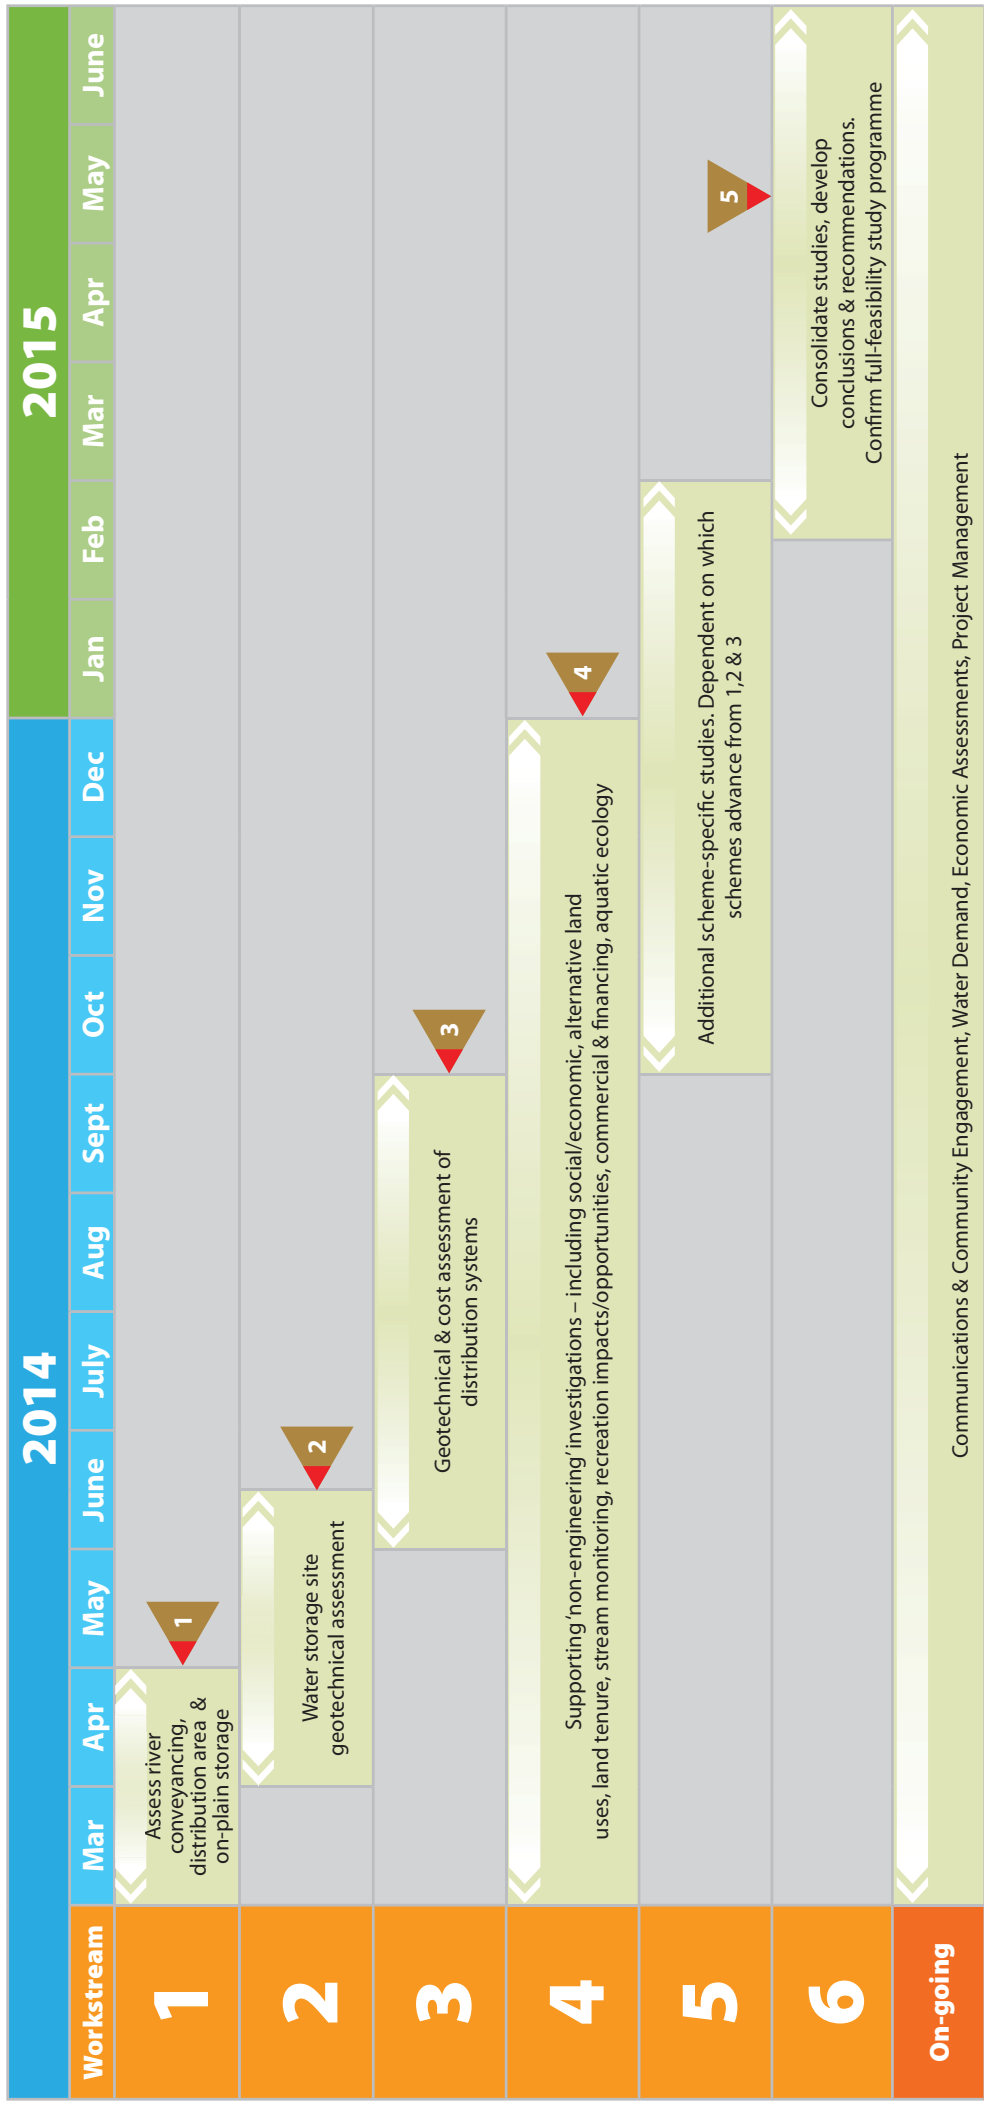 2014
2015
Workstream
Mar
Apr
May
June
July
Aug
Sept
Oct
Nov
Dec
Jan
Feb
Mar
Apr
May
June
1
Assess river
conveyancing,
distribution area &
on-plain storage
1
2
Water storage site
geotechnical assessment
2
3
Geotechnical & cost assessment of
distribution systems
3
4
Supporting ‘non-engineering’ investigations – including social/economic, alternative land
uses, land tenure, stream monitoring, recreation impacts/opportunities, commercial & financing, aquatic ecology
4
5
Additional scheme-specific studies. Dependent on which
schemes advance from 1,2 & 3
5
6
Consolidate studies, develop
conclusions & recommendations.
Confirm full-feasibility study programme
On-going
Communications & Community Engagement, Water Demand, Economic Assessments, Project Management